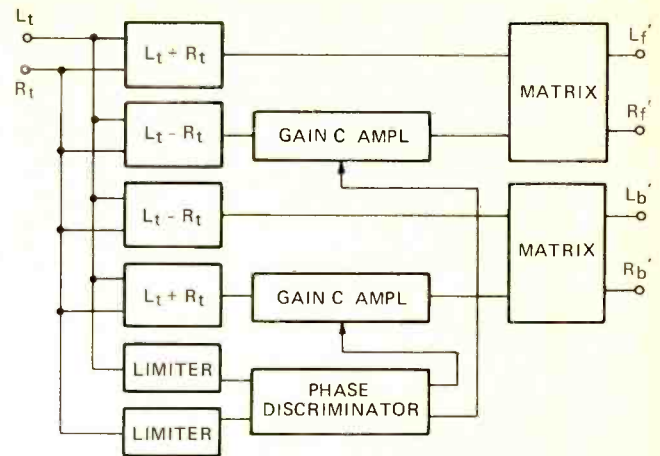 Lt
Rt
Lt + Rt
Lt - Rt
GAIN C AMPL
Lt - Rt
Lt + Rt
GAIN C AMPL
LIMITER
LIMITER
PHASE
DISCRIMINATOR
MATRIX
MATRIX
Lf'
Rf'
Lb'
Rb'